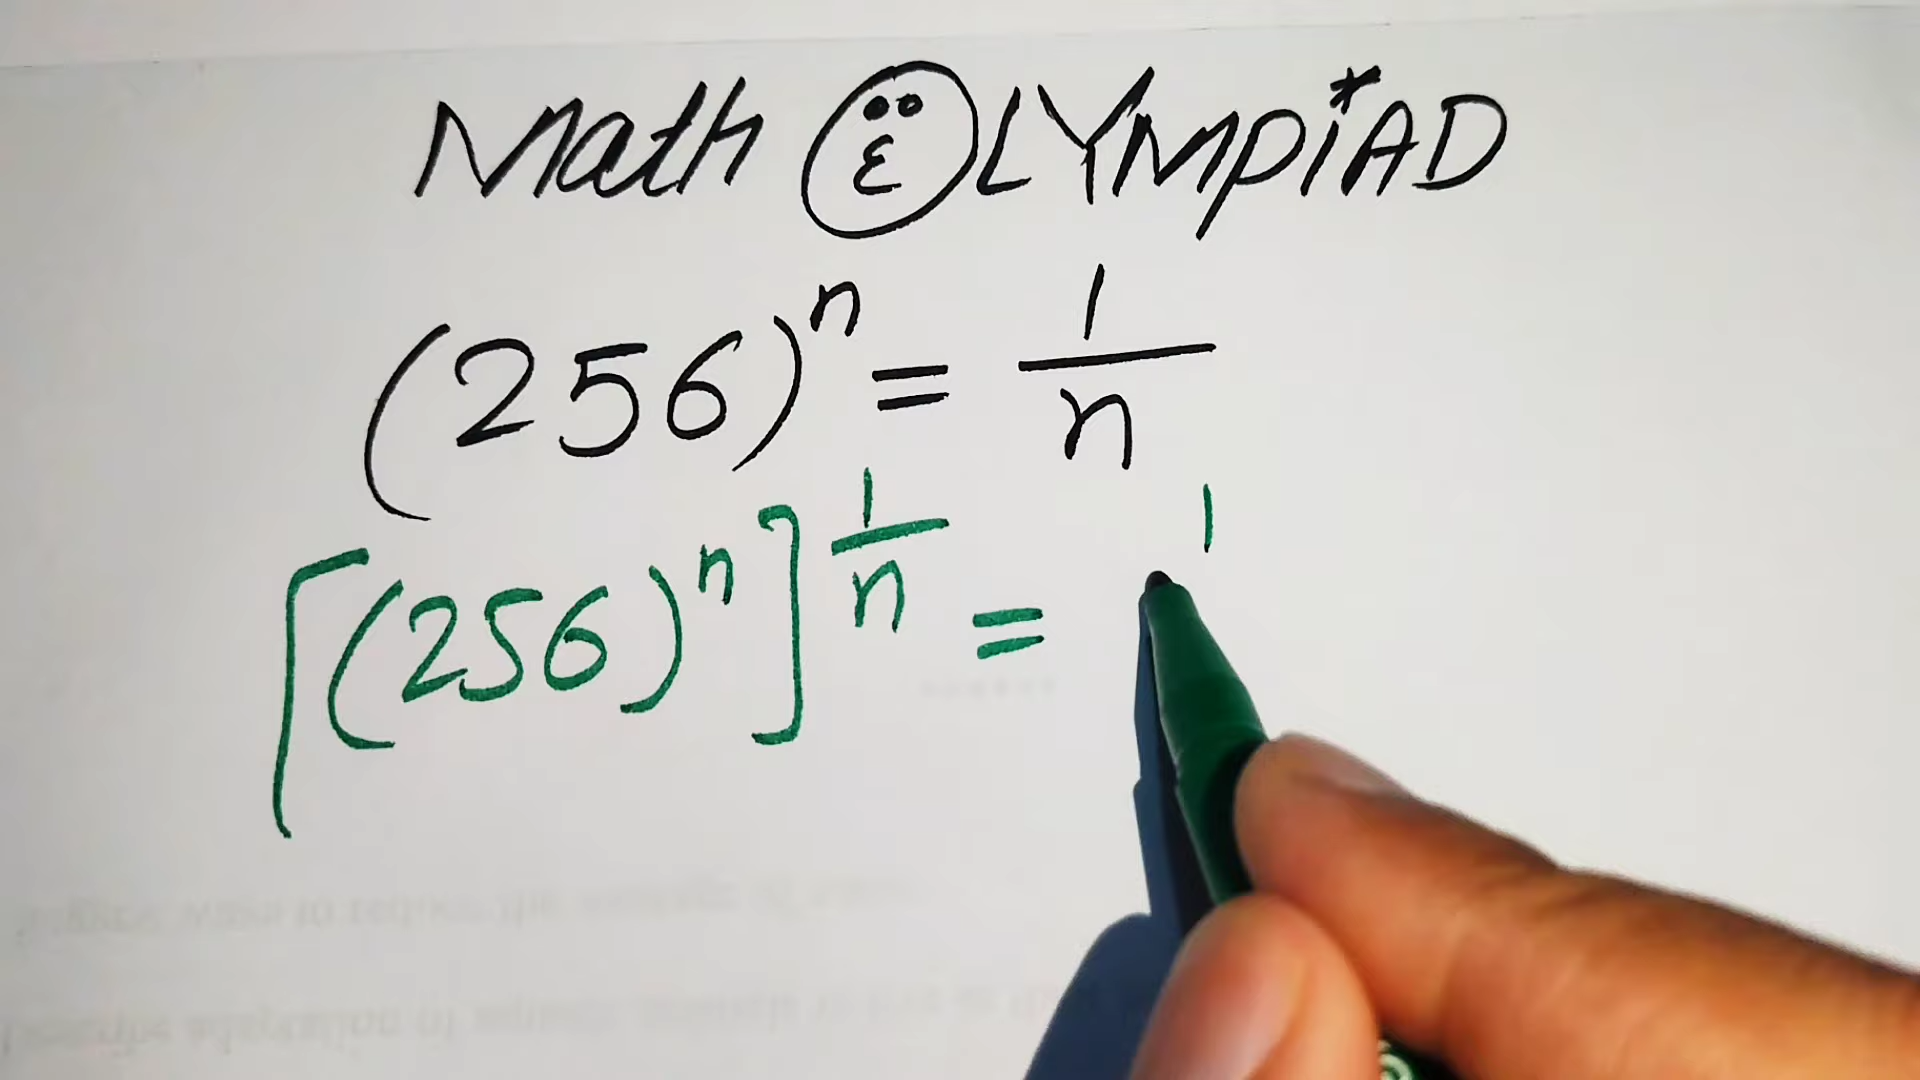 Math OLYMPiAD
(256)^n = 1/n
[(256)^n]^1/n = 1